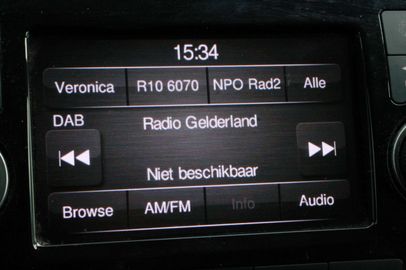 15:34
Veronica R10 6070 NPO Rad2 Alle
DAB Radio Gelderland
Niet beschikbaar
Browse AM/FM Info Audio